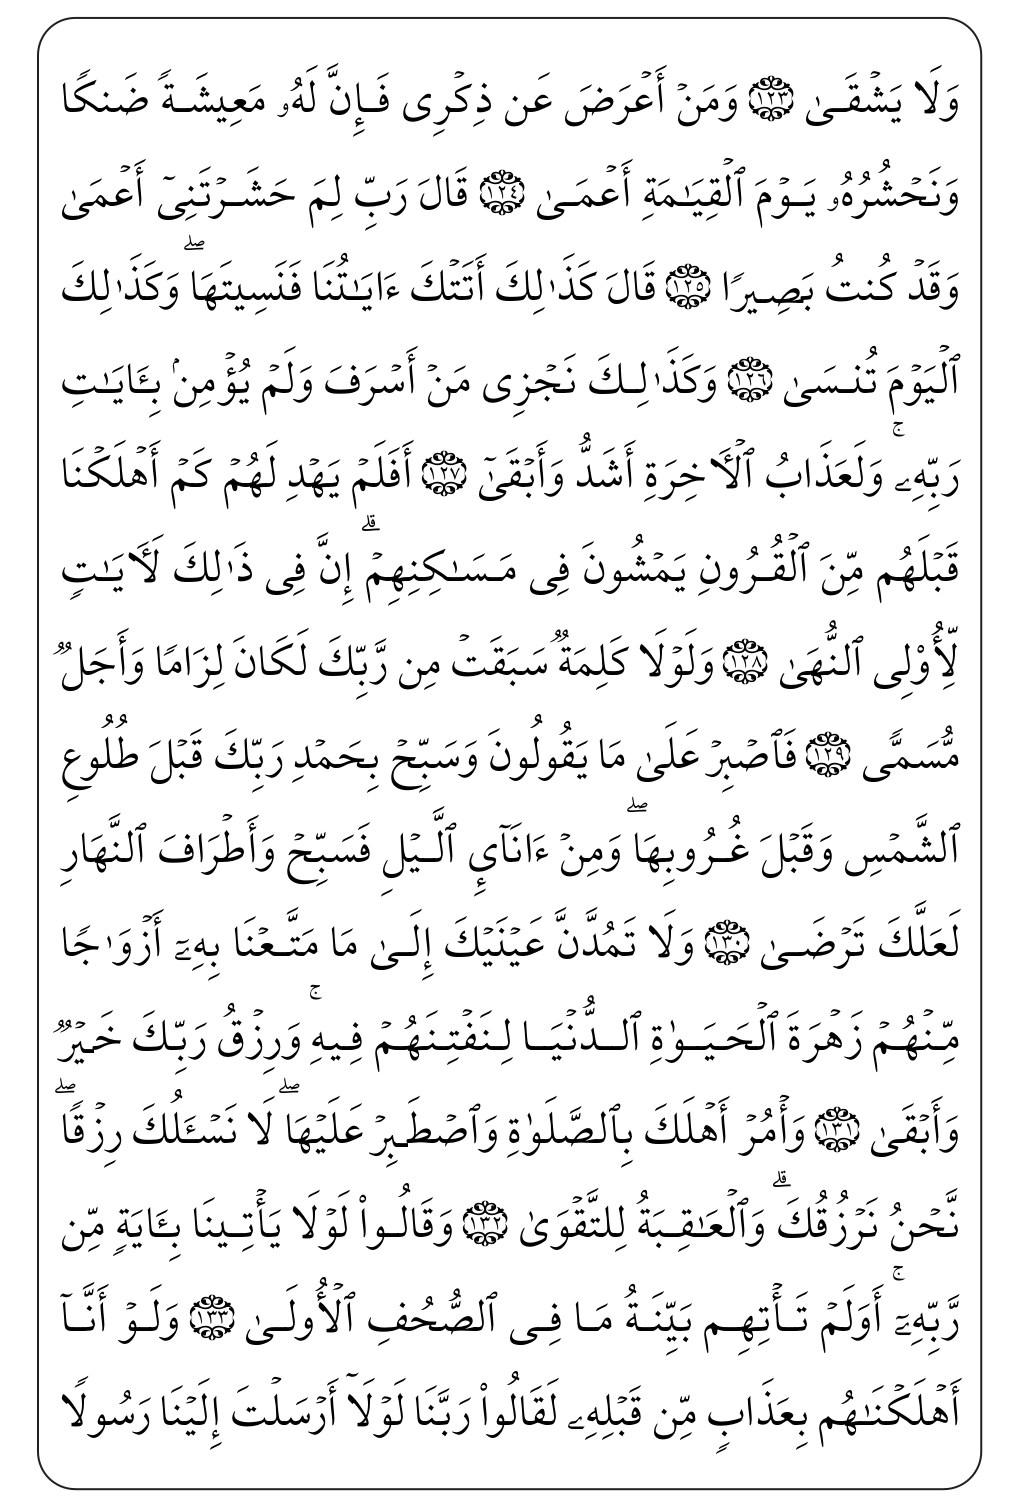 وَلَا يَشۡقَىٰ ١٢٣ وَمَنۡ أَعۡرَضَ عَن ذِكۡرِى فَإِنَّ لَهُۥ مَعِيشَةً ضَنكًا
وَنَحۡشُرُهُۥ يَوۡمَ ٱلۡقِيَـٰمَةِ أَعۡمَىٰ ١٢٤ قَالَ رَبِّ لِمَ حَشَرۡتَنِىٓ أَعۡمَىٰ
وَقَدۡ كُنتُ بَصِيرًا ١٢٥ قَالَ كَذَٰلِكَ أَتَتۡكَ ءَايَـٰتُنَا فَنَسِيتَهَاۖ وَكَذَٰلِكَ
ٱلۡيَوۡمَ تُنسَىٰ ١٢٦ وَكَذَٰلِكَ نَجۡزِى مَنۡ أَسۡرَفَ وَلَمۡ يُؤۡمِنۢ بِـَٔايَـٰتِ
رَبِّهِۦۚ وَلَعَذَابُ ٱلۡأَخِرَةِ أَشَدُّ وَأَبۡقَىٰٓ ١٢٧ أَفَلَمۡ يَهۡدِ لَهُمۡ كَمۡ أَهۡلَكۡنَا
قَبۡلَهُم مِّنَ ٱلۡقُرُونِ يَمۡشُونَ فِى مَسَـٰكِنِهِمۡۗ إِنَّ فِى ذَٰلِكَ لَـَٔايَـٰتٍ
لِّأُوْلِى ٱلنُّهَىٰ ١٢٨ وَلَوۡلَا كَلِمَةٌ سَبَقَتۡ مِن رَّبِّكَ لَكَانَ لِزَامًا وَأَجَلٌ
مُّسَمًّى ١٢٩ فَٱصۡبِرۡ عَلَىٰ مَا يَقُولُونَ وَسَبِّحۡ بِحَمۡدِ رَبِّكَ قَبۡلَ طُلُوعِ
ٱلشَّمۡسِ وَقَبۡلَ غُرُوبِهَاۖ وَمِنۡ ءَانَآىِٕ ٱلَّيۡلِ فَسَبِّحۡ وَأَطۡرَافَ ٱلنَّهَارِ
لَعَلَّكَ تَرۡضَىٰ ١٣٠ وَلَا تَمُدَّنَّ عَيۡنَيۡكَ إِلَىٰ مَا مَتَّعۡنَا بِهِۦٓ أَزۡوَٰجًا
مِّنۡهُمۡ زَهۡرَةَ ٱلۡحَيَوٰةِ ٱلدُّنۡيَا لِنَفۡتِنَهُمۡ فِيهِۚ وَرِزۡقُ رَبِّكَ خَيۡرٌ
وَأَبۡقَىٰ ١٣١ وَأۡمُرۡ أَهۡلَكَ بِٱلصَّلَوٰةِ وَٱصۡطَبِرۡ عَلَيۡهَاۖ لَا نَسۡـَٔلُكَ رِزۡقًاۖ
نَّحۡنُ نَرۡزُقُكَۗ وَٱلۡعَـٰقِبَةُ لِلتَّقۡوَىٰ ١٣٢ وَقَالُواْ لَوۡلَا يَأۡتِينَا بِـَٔايَةٍ مِّن
رَّبِّهِۦٓۚ أَوَلَمۡ تَأۡتِهِم بَيِّنَةُ مَا فِى ٱلصُّحُفِ ٱلۡأُولَىٰ ١٣٣ وَلَوۡ أَنَّآ
أَهۡلَكۡنَـٰهُم بِعَذَابٍ مِّن قَبۡلِهِۦ لَقَالُواْ رَبَّنَا لَوۡلَآ أَرۡسَلۡتَ إِلَيۡنَا رَسُولًا